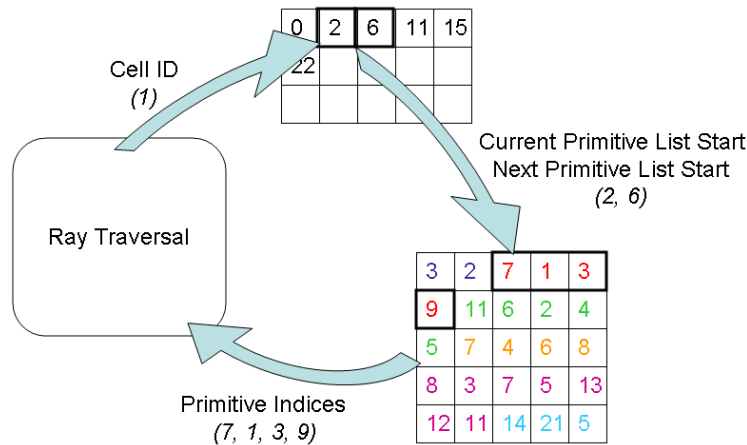 0 2 6 11 15
22
Cell ID
(1)
Current Primitive List Start
Next Primitive List Start
(2, 6)
Ray Traversal
3 2 7 1 3
9 11 6 2 4
5 7 4 6 8
8 3 7 5 13
12 11 14 21 5
Primitive Indices
(7, 1, 3, 9)